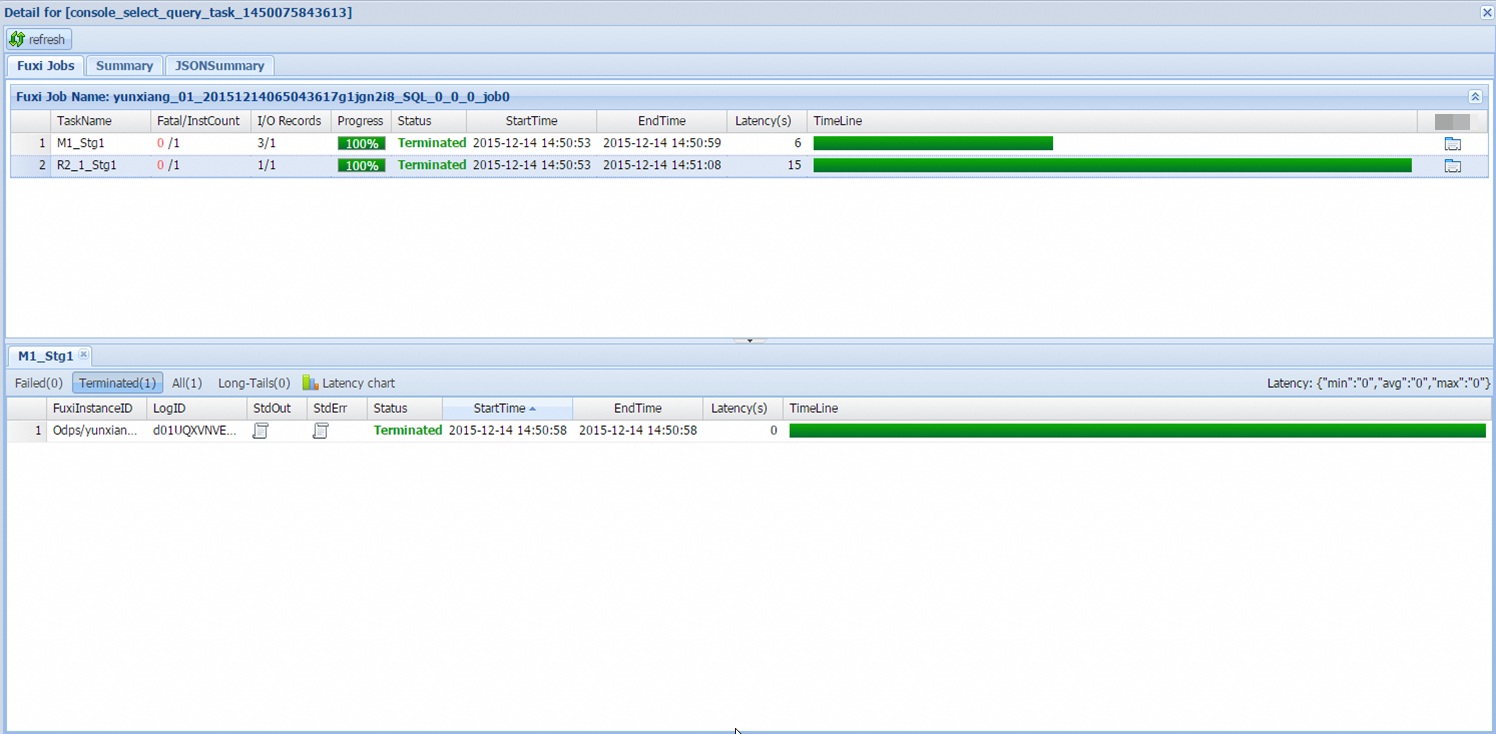 Detail for [console_select_query_task_1450075843613]
refresh
Fuxi Jobs Summary JSONSummary
Fuxi Job Name: yunxiang_01_20151214065043617g1jgn2i8_SQL_0_0_0_job0
TaskName Fatal/InstCount I/O Records Progress Status StartTime EndTime Latency(s) TimeLine
1 M1_Stg1 0 /1 3/1 100% Terminated 2015-12-14 14:50:53 2015-12-14 14:50:59 6
2 R2_1_Stg1 0 /1 1/1 100% Terminated 2015-12-14 14:50:53 2015-12-14 14:51:08 15
M1_Stg1
Failed(0) Terminated(1) All(1) Long-Tails(0) Latency chart Latency: {"min":"0","avg":"0","max":"0"}
FuxiInstanceID LogID StdOut StdErr Status StartTime EndTime Latency(s) TimeLine
1 Odps/yunxian... d01UQXVNVE... Terminated 2015-12-14 14:50:58 2015-12-14 14:50:58 0